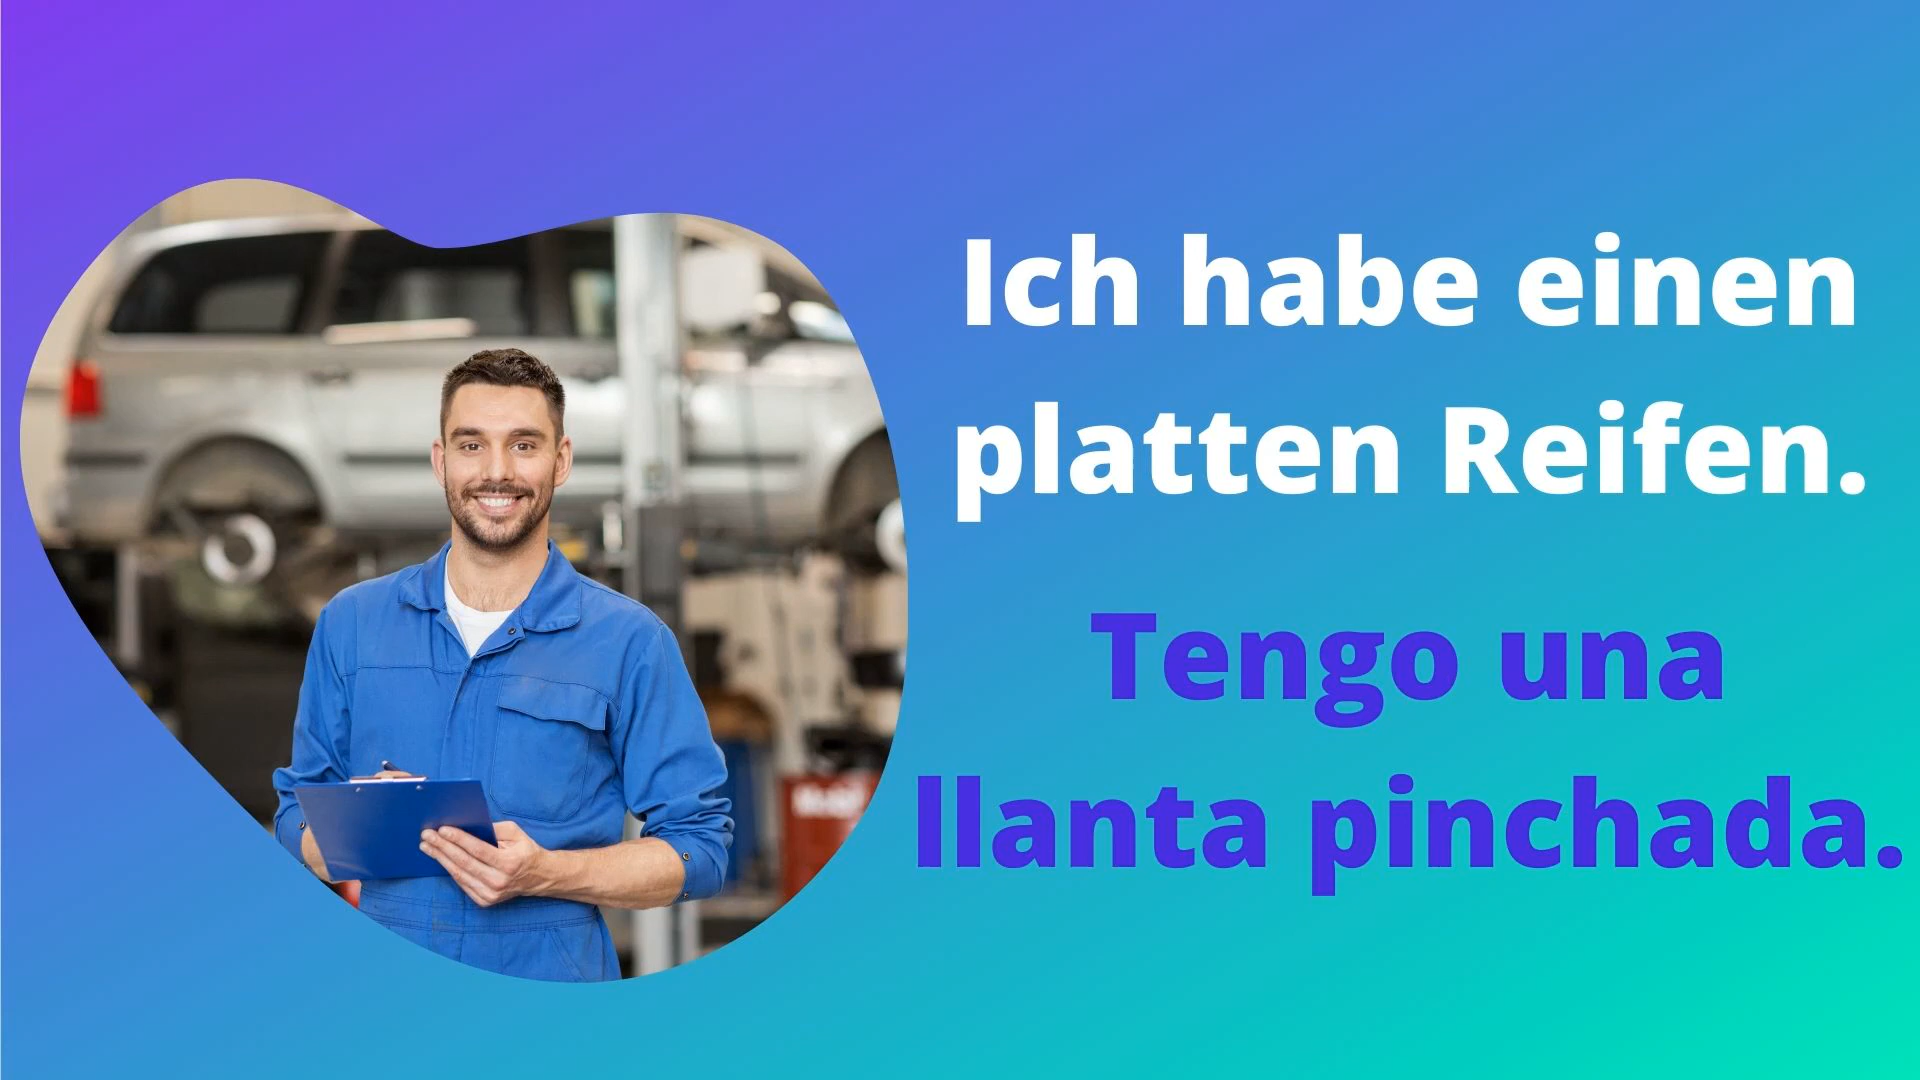 Ich habe einen
platten Reifen.
Tengo una
llanta pinchada.